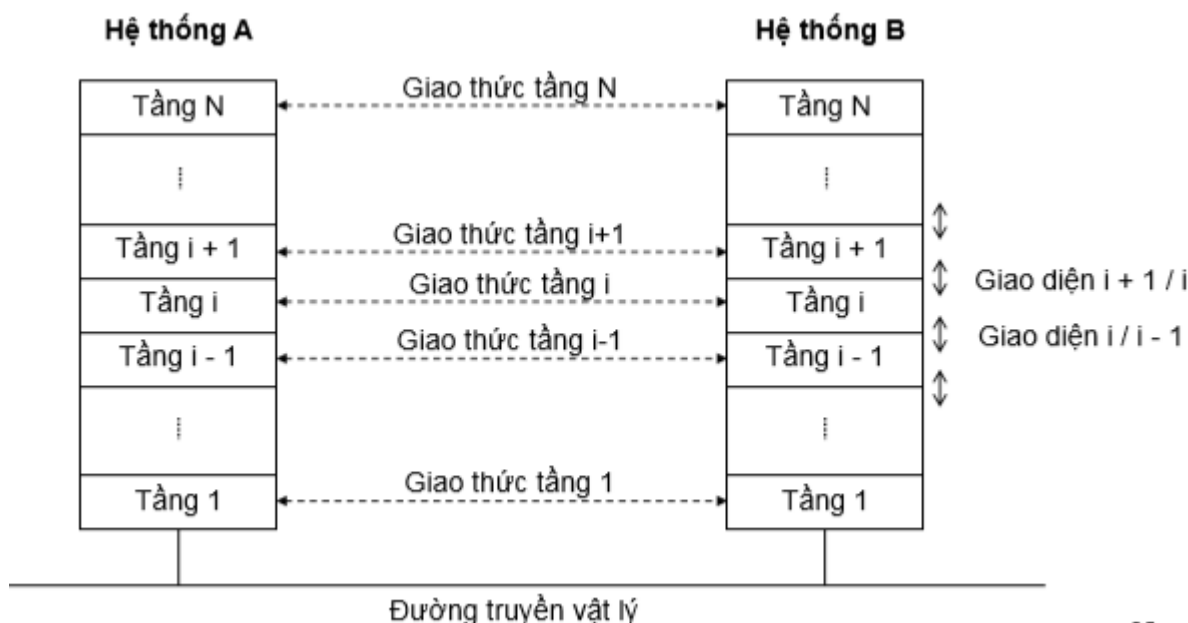 Hệ thống A Hệ thống B
Tầng N Giao thức tầng N Tầng N
Tầng i + 1 Giao thức tầng i+1 Tầng i + 1
Tầng i Giao thức tầng i Tầng i Giao diện i + 1 / i
Tầng i - 1 Giao thức tầng i-1 Tầng i - 1 Giao diện i / i - 1
Tầng 1 Giao thức tầng 1 Tầng 1
Đường truyền vật lý